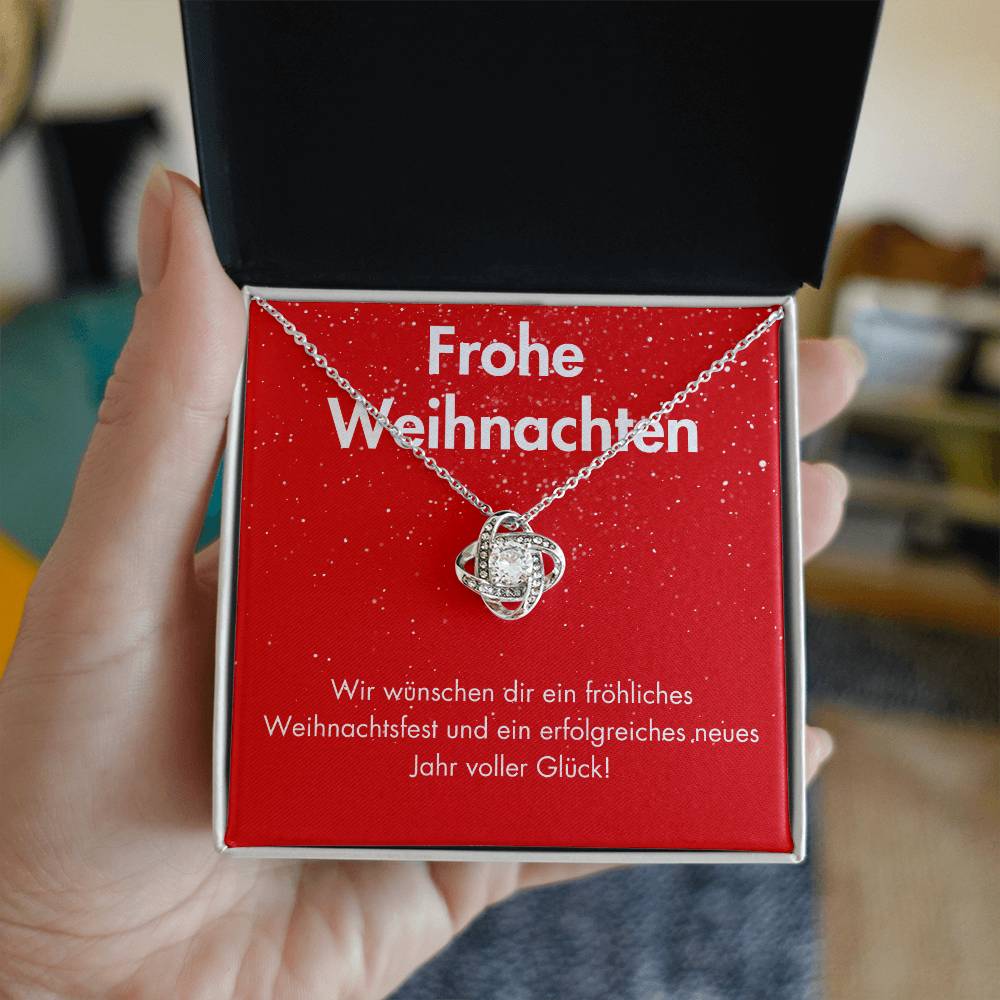 Frohe
Weihnachten
Wir wünschen dir ein fröhliches
Weihnachtsfest und ein erfolgreiches neues
Jahr voller Glück!